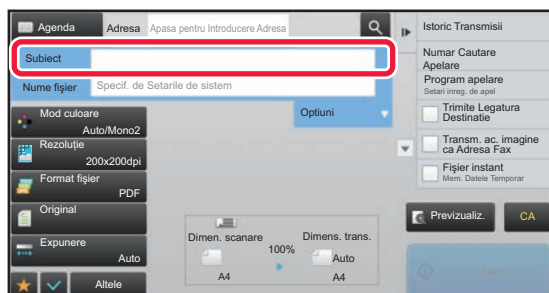 Agenda
Adresa
Apasa pentru Introducere Adresa
Subiect
Nume fişier
Specif. de Setarile de sistem
Mod culoare
Auto/Mono2
Rezoluţie
200x200dpi
Format fişier
PDF
Original
Expunere
Auto
Altele
Optiuni
Dimen. scanare
100%
Dimens. trans.
Auto
A4
A4
Istoric Transmisii
Numar Cautare
Apelare
Program apelare
Setari inreg. de apel
Trimite Legatura
Destinatie
Transm. ac. imagine
ca Adresa Fax
Fişier instant
Mem. Datele Temporar
Previzualiz.
CA
Start